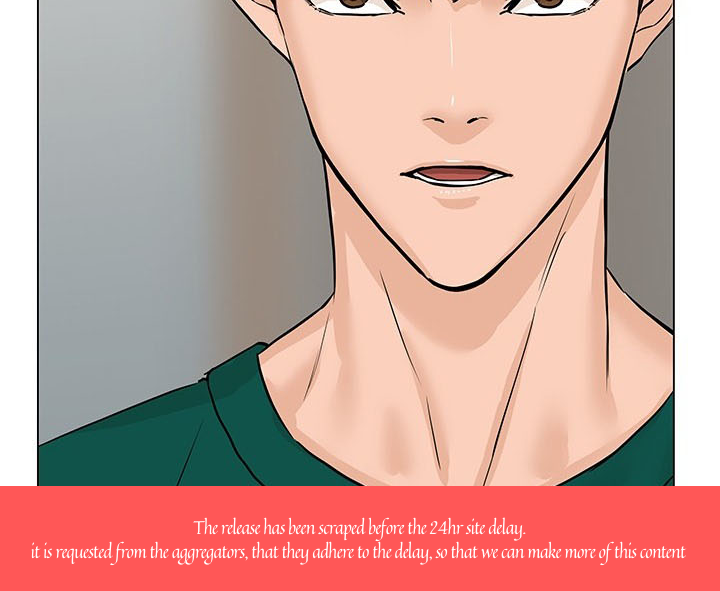 The release has been scraped before the 24hr site delay.
it is requested from the aggregators, that they adhere to the delay, so that we can make more of this content